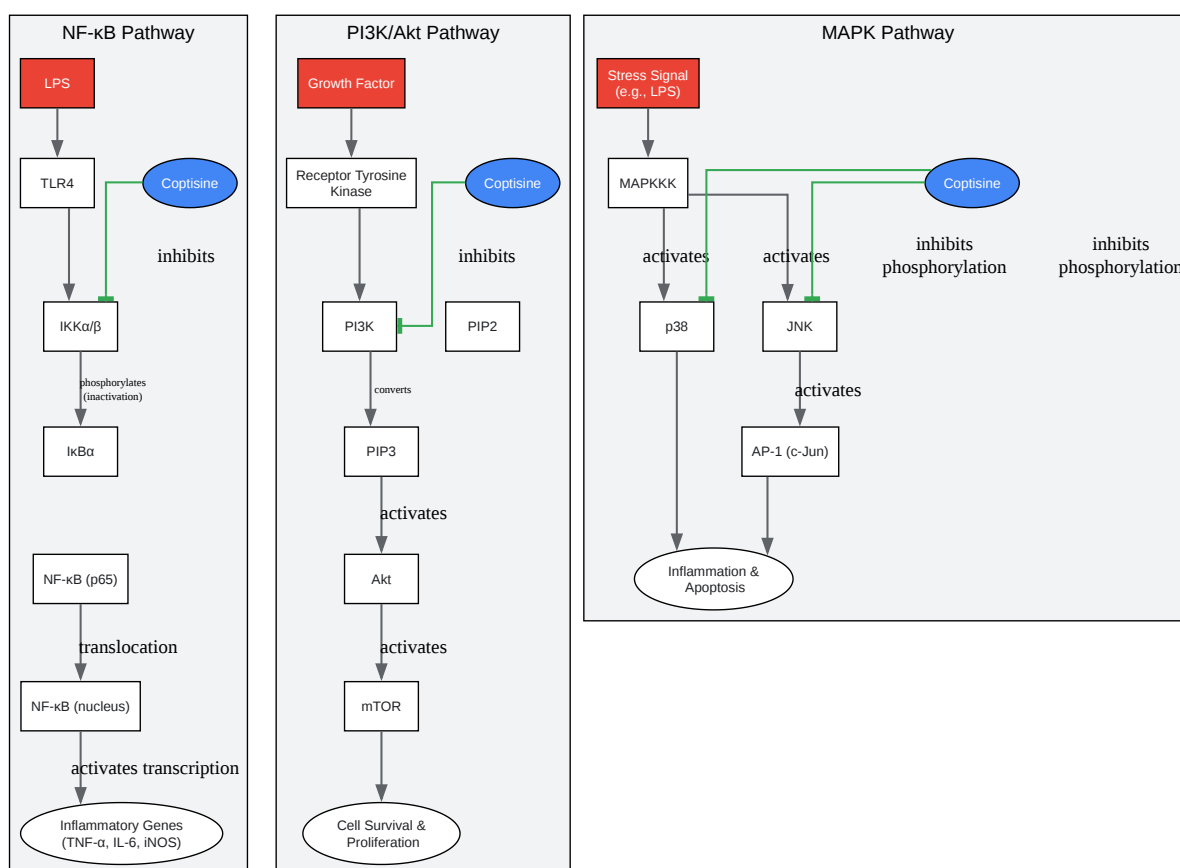 NF-κB Pathway
LPS
TLR4
Coptisine
inhibits
IKKα/β
phosphorylates
(inactivation)
IκBα
NF-κB (p65)
translocation
NF-κB (nucleus)
activates transcription
Inflammatory Genes
(TNF-α, IL-6, iNOS)
PI3K/Akt Pathway
Growth Factor
Receptor Tyrosine
Kinase
Coptisine
inhibits
PI3K
PIP2
converts
PIP3
activates
Akt
activates
mTOR
Cell Survival &
Proliferation
MAPK Pathway
Stress Signal
(e.g., LPS)
MAPKKK
Coptisine
activates
activates
inhibits
phosphorylation
inhibits
phosphorylation
p38
JNK
activates
AP-1 (c-Jun)
Inflammation &
Apoptosis